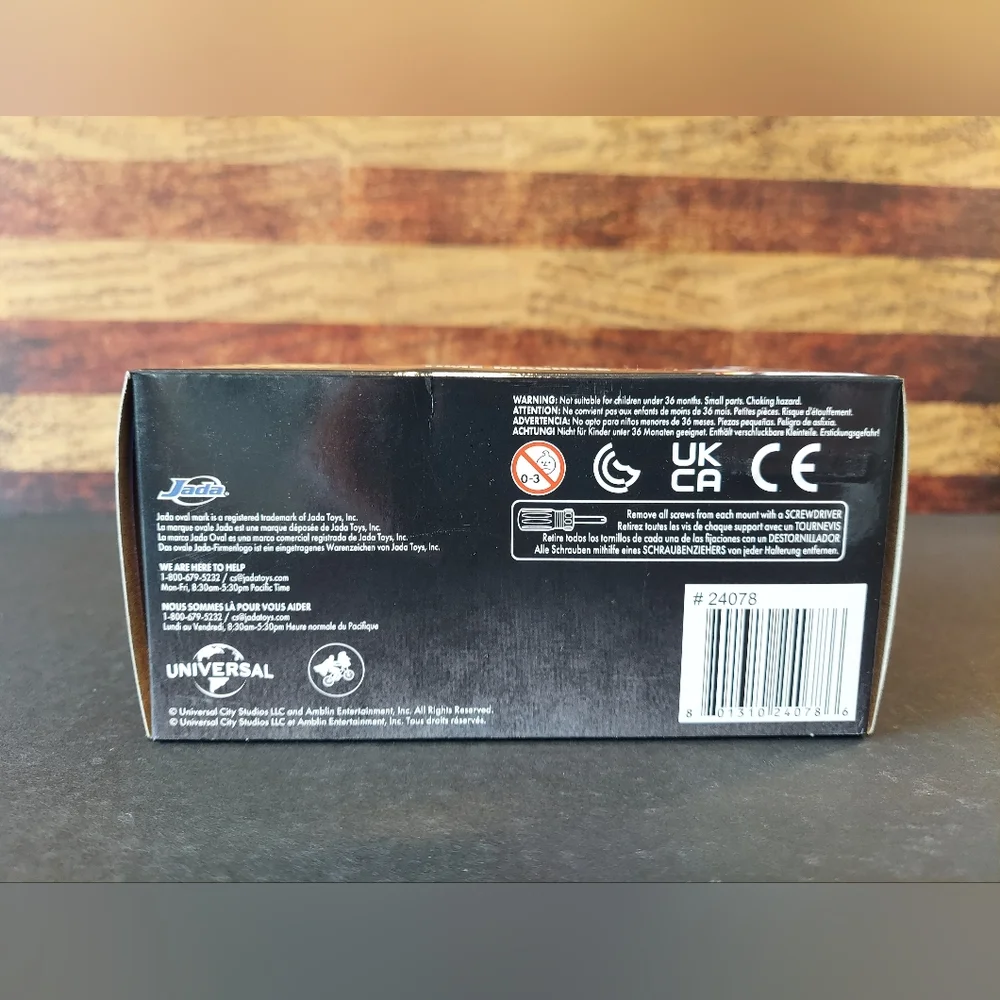 WARNING: Not suitable for children under 36 months. Small parts. Choking hazard.
ATTENTION: Ne convient pas aux enfants de moins de 36 mois. Petites pièces. Risque d'étouffement.
ADVERTENCIA: No apto para niños menores de 36 meses. Piezas pequeñas. Peligro de asfixia.
ACHTUNG! Nicht für Kinder unter 36 Monaten geeignet. Enthält verschluckbare Kleinteile. Erstickungsgefahr!
0-3
UK
CA
CE
Remove all screws from each mount with a SCREWDRIVER
Retirez toutes les vis de chaque support avec un TOURNEVIS
Retire todos los tornillos de cada una de las fijaciones con un DESTORNILLADOR
Alle Schrauben mithilfe eines SCHRAUBENZIEHERS von jeder Halterung entfernen.
Jada
Jada oval mark is a registered trademark of Jada Toys, Inc.
La marque ovale Jada est une marque déposée de Jada Toys, Inc.
La marca Jada Oval es una marca comercial registrada de Jada Toys, Inc.
Das ovale Jada-Firmenlogo ist ein eingetragenes Warenzeichen von Jada Toys, Inc.
WE ARE HERE TO HELP
1-800-679-5232 / cs@jadatoys.com
Mon-Fri, 8:30am-5:30pm Pacific Time
NOUS SOMMES LÀ POUR VOUS AIDER
1-800-679-5232 / cs@jadatoys.com
Lundi au Vendredi, 8:30am-5:30pm Heure normale du Pacifique
UNIVERSAL
© Universal City Studios LLC and Amblin Entertainment, Inc. All Rights Reserved.
© Universal City Studios LLC et Amblin Entertainment, Inc. Tous droits réservés.
# 24078
8 01310 24078 6